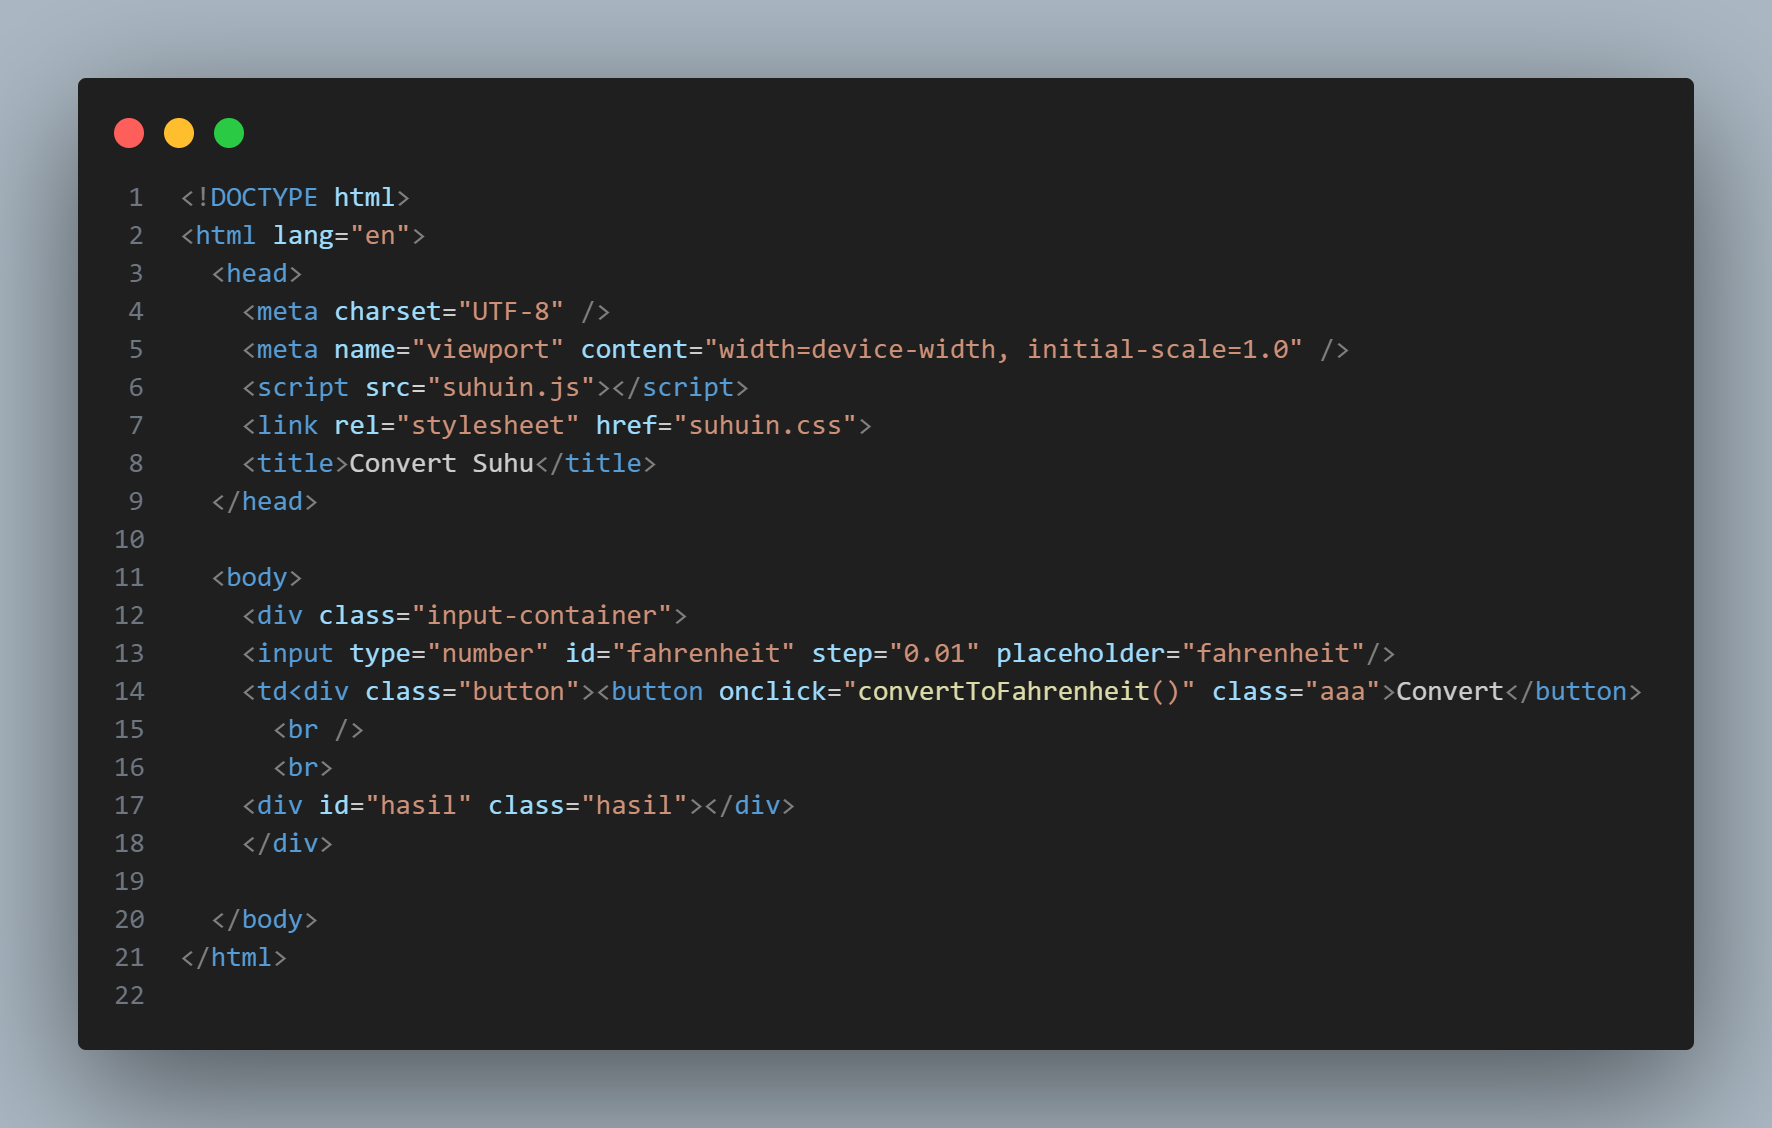 1 <!DOCTYPE html>
2 <html lang="en">
3 <head>
4 <meta charset="UTF-8" />
5 <meta name="viewport" content="width=device-width, initial-scale=1.0" />
6 <script src="suhuin.js"></script>
7 <link rel="stylesheet" href="suhuin.css">
8 <title>Convert Suhu</title>
9 </head>
10
11 <body>
12 <div class="input-container">
13 <input type="number" id="fahrenheit" step="0.01" placeholder="fahrenheit"/>
14 <td<div class="button"><button onclick="convertToFahrenheit()" class="aaa">Convert</button>
15 <br />
16 <br>
17 <div id="hasil" class="hasil"></div>
18 </div>
19
20 </body>
21 </html>
22